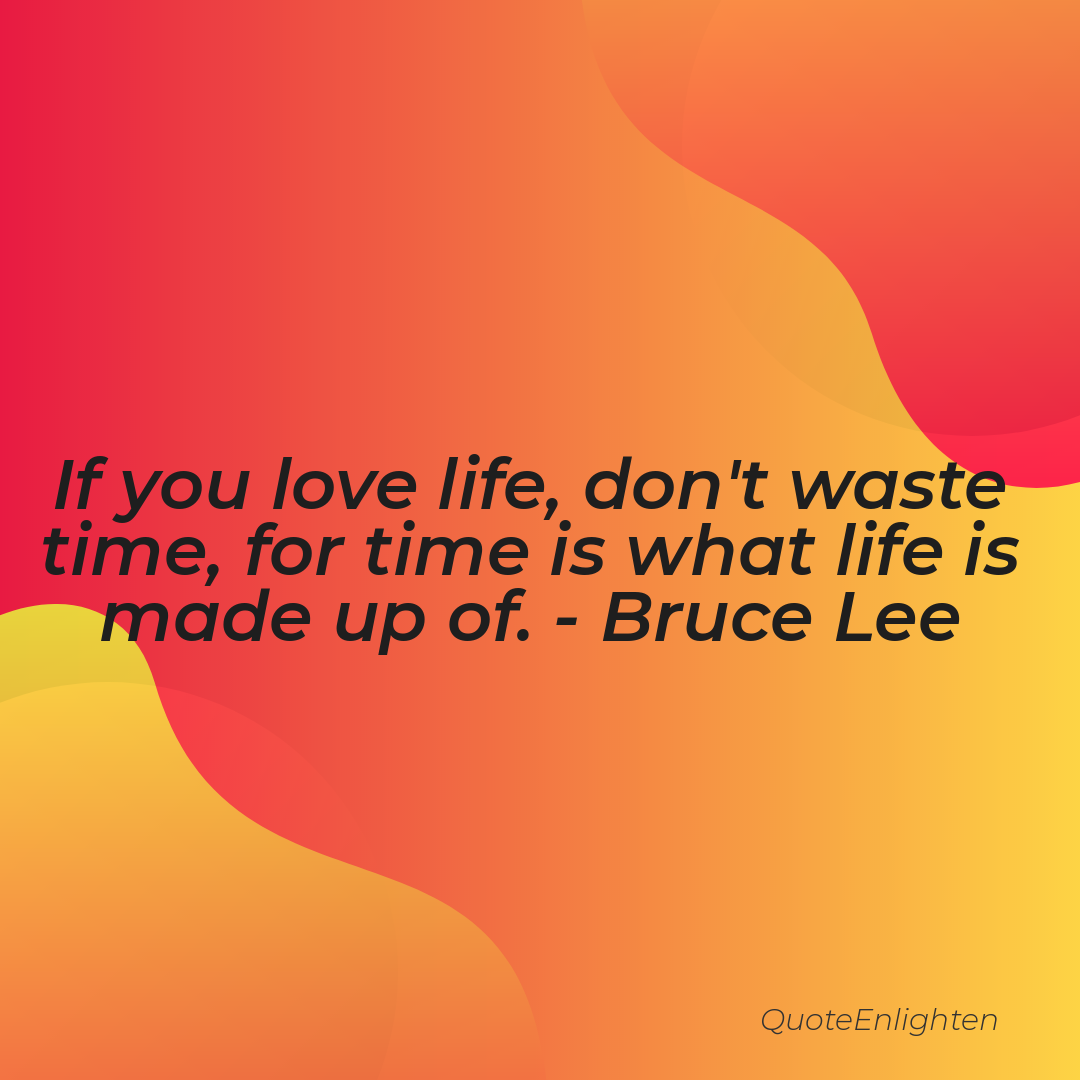 If you love life, don't waste
time, for time is what life is
made up of. - Bruce Lee
QuoteEnlighten